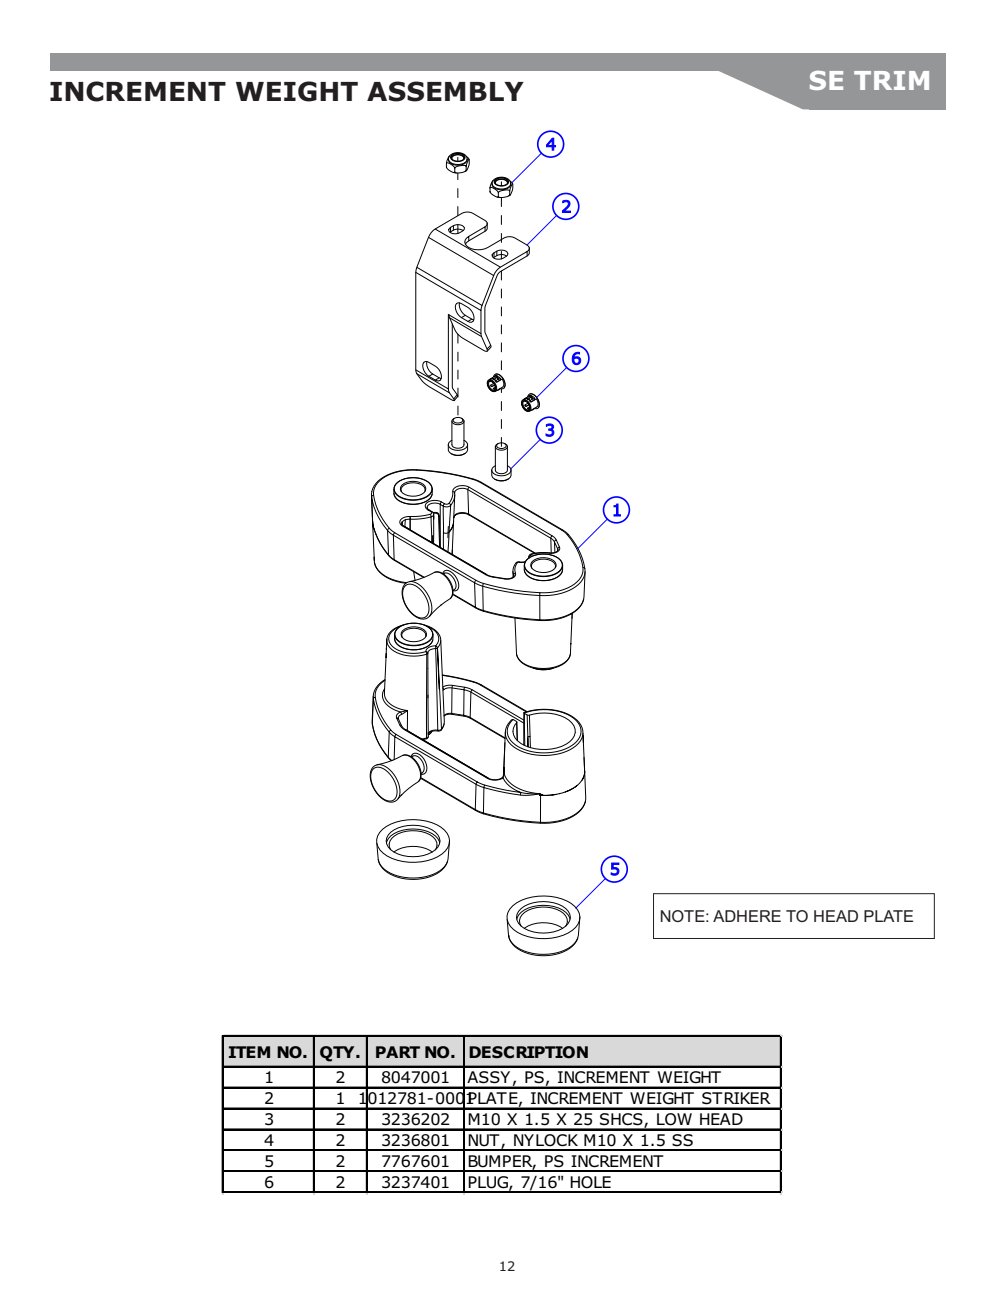 SE TRIM
INCREMENT WEIGHT ASSEMBLY
4
2
6
3
1
5
NOTE: ADHERE TO HEAD PLATE
ITEM NO. QTY. PART NO. DESCRIPTION
1 2 8047001 ASSY, PS, INCREMENT WEIGHT
2 1 1012781-0001 PLATE, INCREMENT WEIGHT STRIKER
3 2 3236202 M10 X 1.5 X 25 SHCS, LOW HEAD
4 2 3236801 NUT, NYLOCK M10 X 1.5 SS
5 2 7767601 BUMPER, PS INCREMENT
6 2 3237401 PLUG, 7/16" HOLE
12